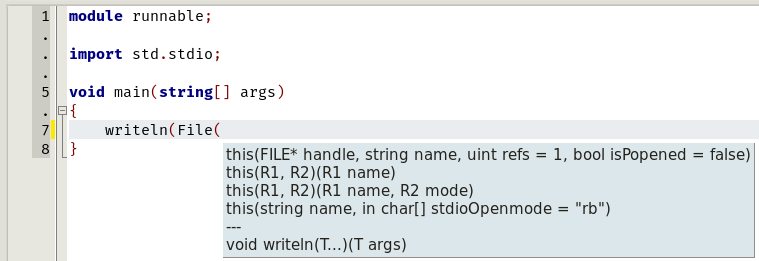 1 module runnable;
.
. import std.stdio;
.
5 void main(string[] args)
. {
7 writeln(File(
8 }
this(FILE* handle, string name, uint refs = 1, bool isPopened = false)
this(R1, R2)(R1 name)
this(R1, R2)(R1 name, R2 mode)
this(string name, in char[] stdioOpenmode = "rb")
---
void writeln(T...)(T args)